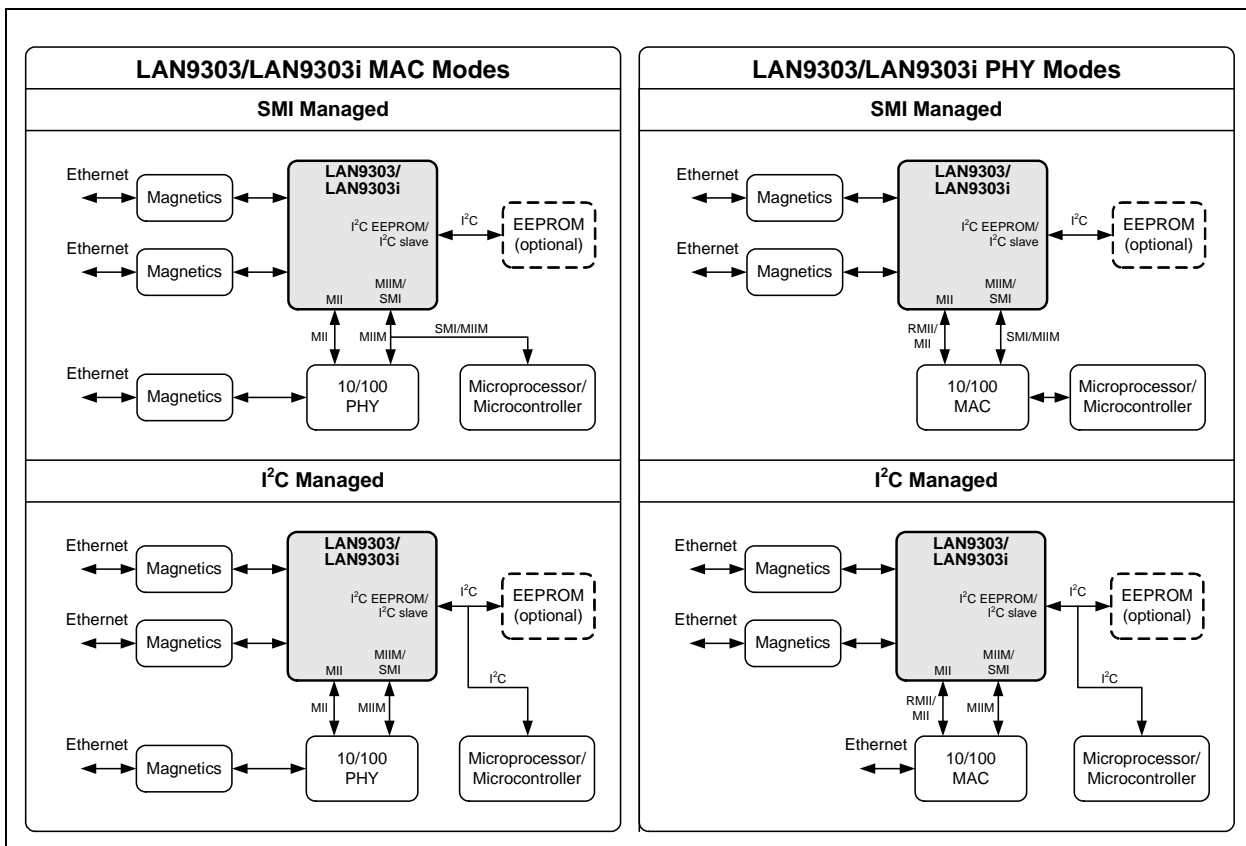 LAN9303/LAN9303i MAC Modes
SMI Managed
Ethernet
Magnetics
Ethernet
Magnetics
LAN9303/
LAN9303i
I²C EEPROM/
I²C slave
MII
MIIM/
SMI
I²C
EEPROM
(optional)
MII
MIIM
SMI/MIIM
Ethernet
Magnetics
10/100
PHY
Microprocessor/
Microcontroller
I²C Managed
Ethernet
Magnetics
Ethernet
Magnetics
LAN9303/
LAN9303i
I²C EEPROM/
I²C slave
MII
MIIM/
SMI
I²C
EEPROM
(optional)
I²C
MII
MIIM
Ethernet
Magnetics
10/100
PHY
Microprocessor/
Microcontroller
LAN9303/LAN9303i PHY Modes
SMI Managed
Ethernet
Magnetics
Ethernet
Magnetics
LAN9303/
LAN9303i
I²C EEPROM/
I²C slave
MII
MIIM/
SMI
I²C
EEPROM
(optional)
RMII/
MII
SMI/MIIM
10/100
MAC
Microprocessor/
Microcontroller
I²C Managed
Ethernet
Magnetics
Ethernet
Magnetics
LAN9303/
LAN9303i
I²C EEPROM/
I²C slave
MII
MIIM/
SMI
I²C
EEPROM
(optional)
I²C
RMII/
MII
MIIM
Ethernet
10/100
MAC
Microprocessor/
Microcontroller